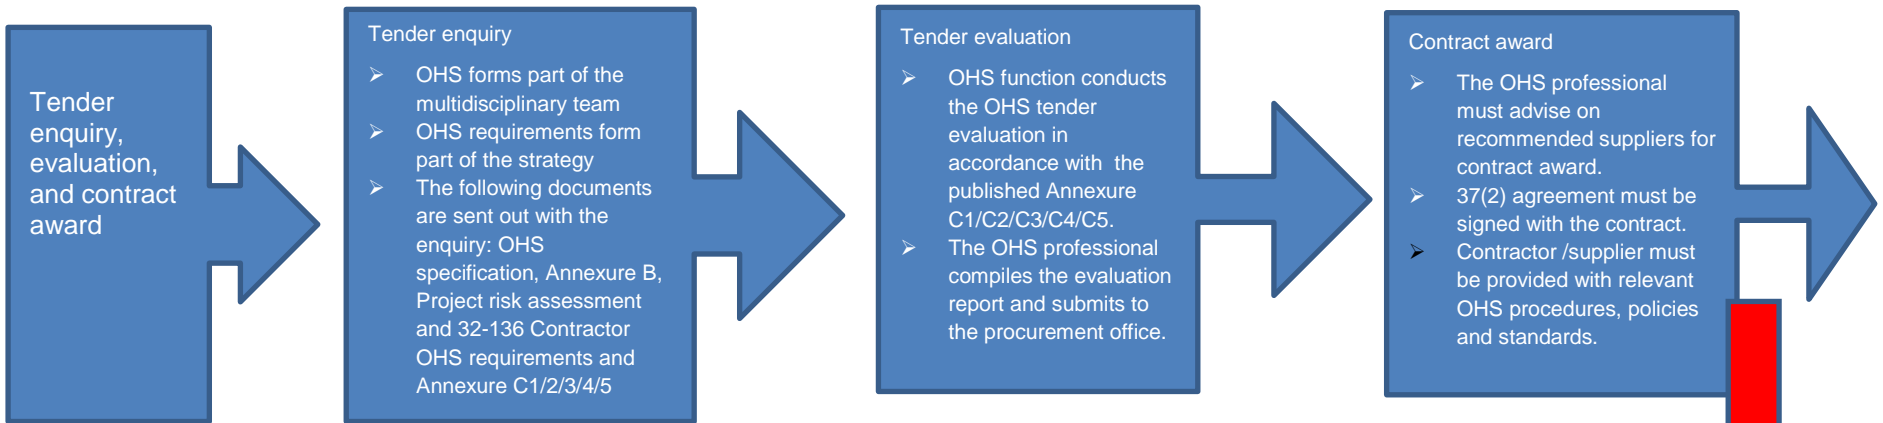 Tender
enquiry,
evaluation,
and contract
award
Tender enquiry
➢ OHS forms part of the
multidisciplinary team
➢ OHS requirements form
part of the strategy
➢ The following documents
are sent out with the
enquiry: OHS
specification, Annexure B,
Project risk assessment
and 32-136 Contractor
OHS requirements and
Annexure C1/2/3/4/5
Tender evaluation
➢ OHS function conducts
the OHS tender
evaluation in
accordance with the
published Annexure
C1/C2/C3/C4/C5.
➢ The OHS professional
compiles the evaluation
report and submits to
the procurement office.
Contract award
➢ The OHS professional
must advise on
recommended suppliers for
contract award.
➢ 37(2) agreement must be
signed with the contract.
➢ Contractor /supplier must
be provided with relevant
OHS procedures, policies
and standards.